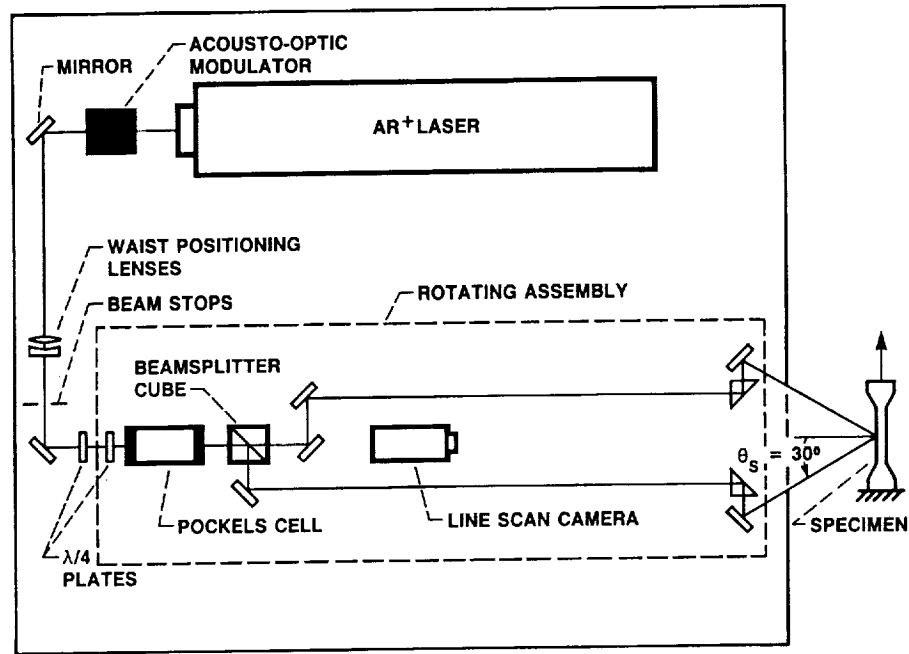 ACOUSTO-OPTIC
MODULATOR
MIRROR
AR+ LASER
WAIST POSITIONING
LENSES
BEAM STOPS
ROTATING ASSEMBLY
BEAMSPLITTER
CUBE
θS = 30°
POCKELS CELL
LINE SCAN CAMERA
SPECIMEN
λ/4
PLATES